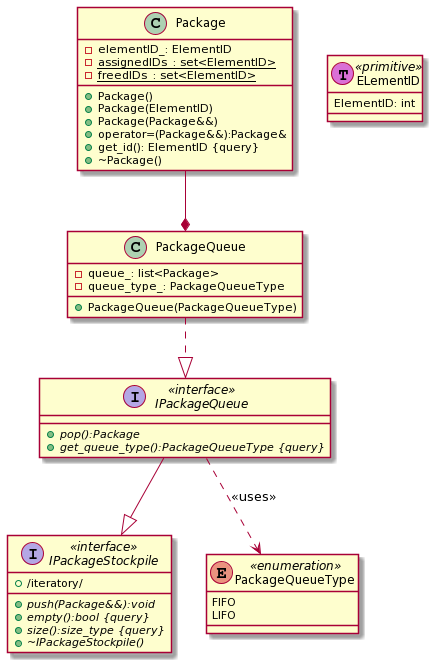 C Package
elementID_: ElementID
assignedIDs_: set<ElementID>
freedIDs_: set<ElementID>
Package()
Package(ElementID)
Package(Package&&)
operator=(Package&&):Package&
get_id(): ElementID {query}
~Package()
T «primitive»
ELementID
ElementID: int
C PackageQueue
queue_: list<Package>
queue_type_: PackageQueueType
PackageQueue(PackageQueueType)
I «interface»
IPackageQueue
pop():Package
get_queue_type():PackageQueueType {query}
«uses»
I «interface»
IPackageStockpile
/iteratory/
push(Package&&):void
empty():bool {query}
size():size_type {query}
~IPackageStockpile()
E «enumeration»
PackageQueueType
FIFO
LIFO